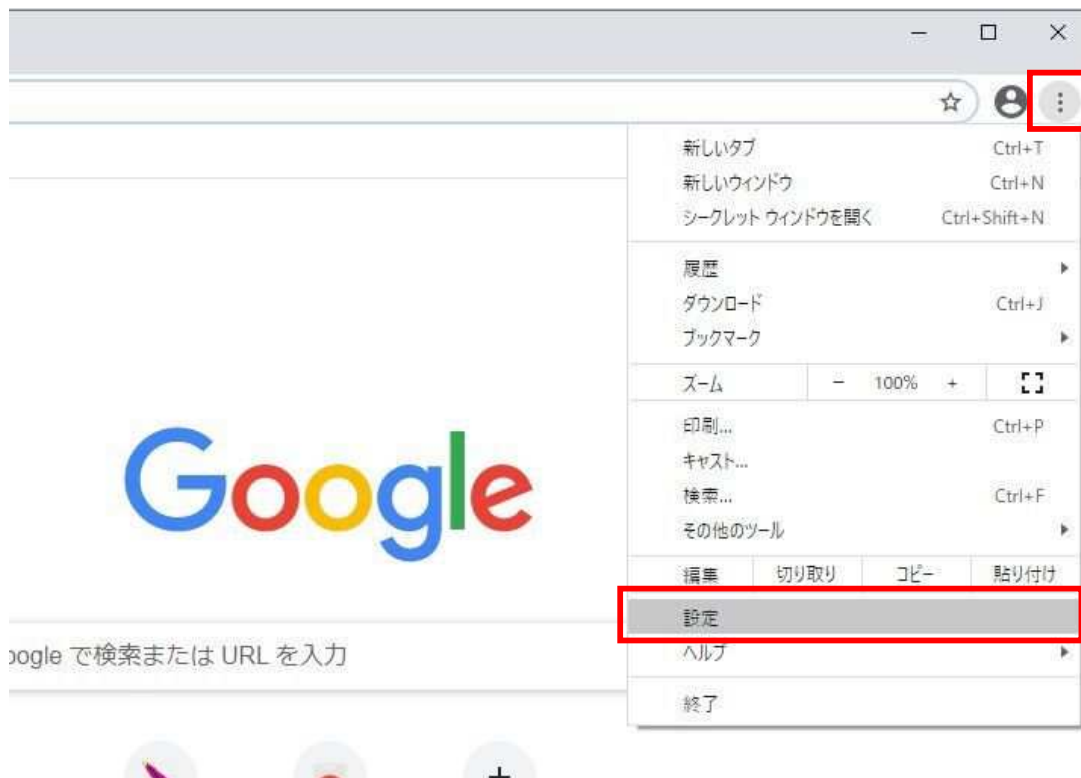 新しいタブ Ctrl+T
新しいウィンドウ Ctrl+N
シークレット ウィンドウを開く Ctrl+Shift+N
履歴
ダウンロード Ctrl+J
ブックマーク
ズーム − 100% +
印刷... Ctrl+P
キャスト...
検索... Ctrl+F
その他のツール
編集 切り取り コピー 貼り付け
設定
ヘルプ
終了
Google
oogle で検索または URL を入力